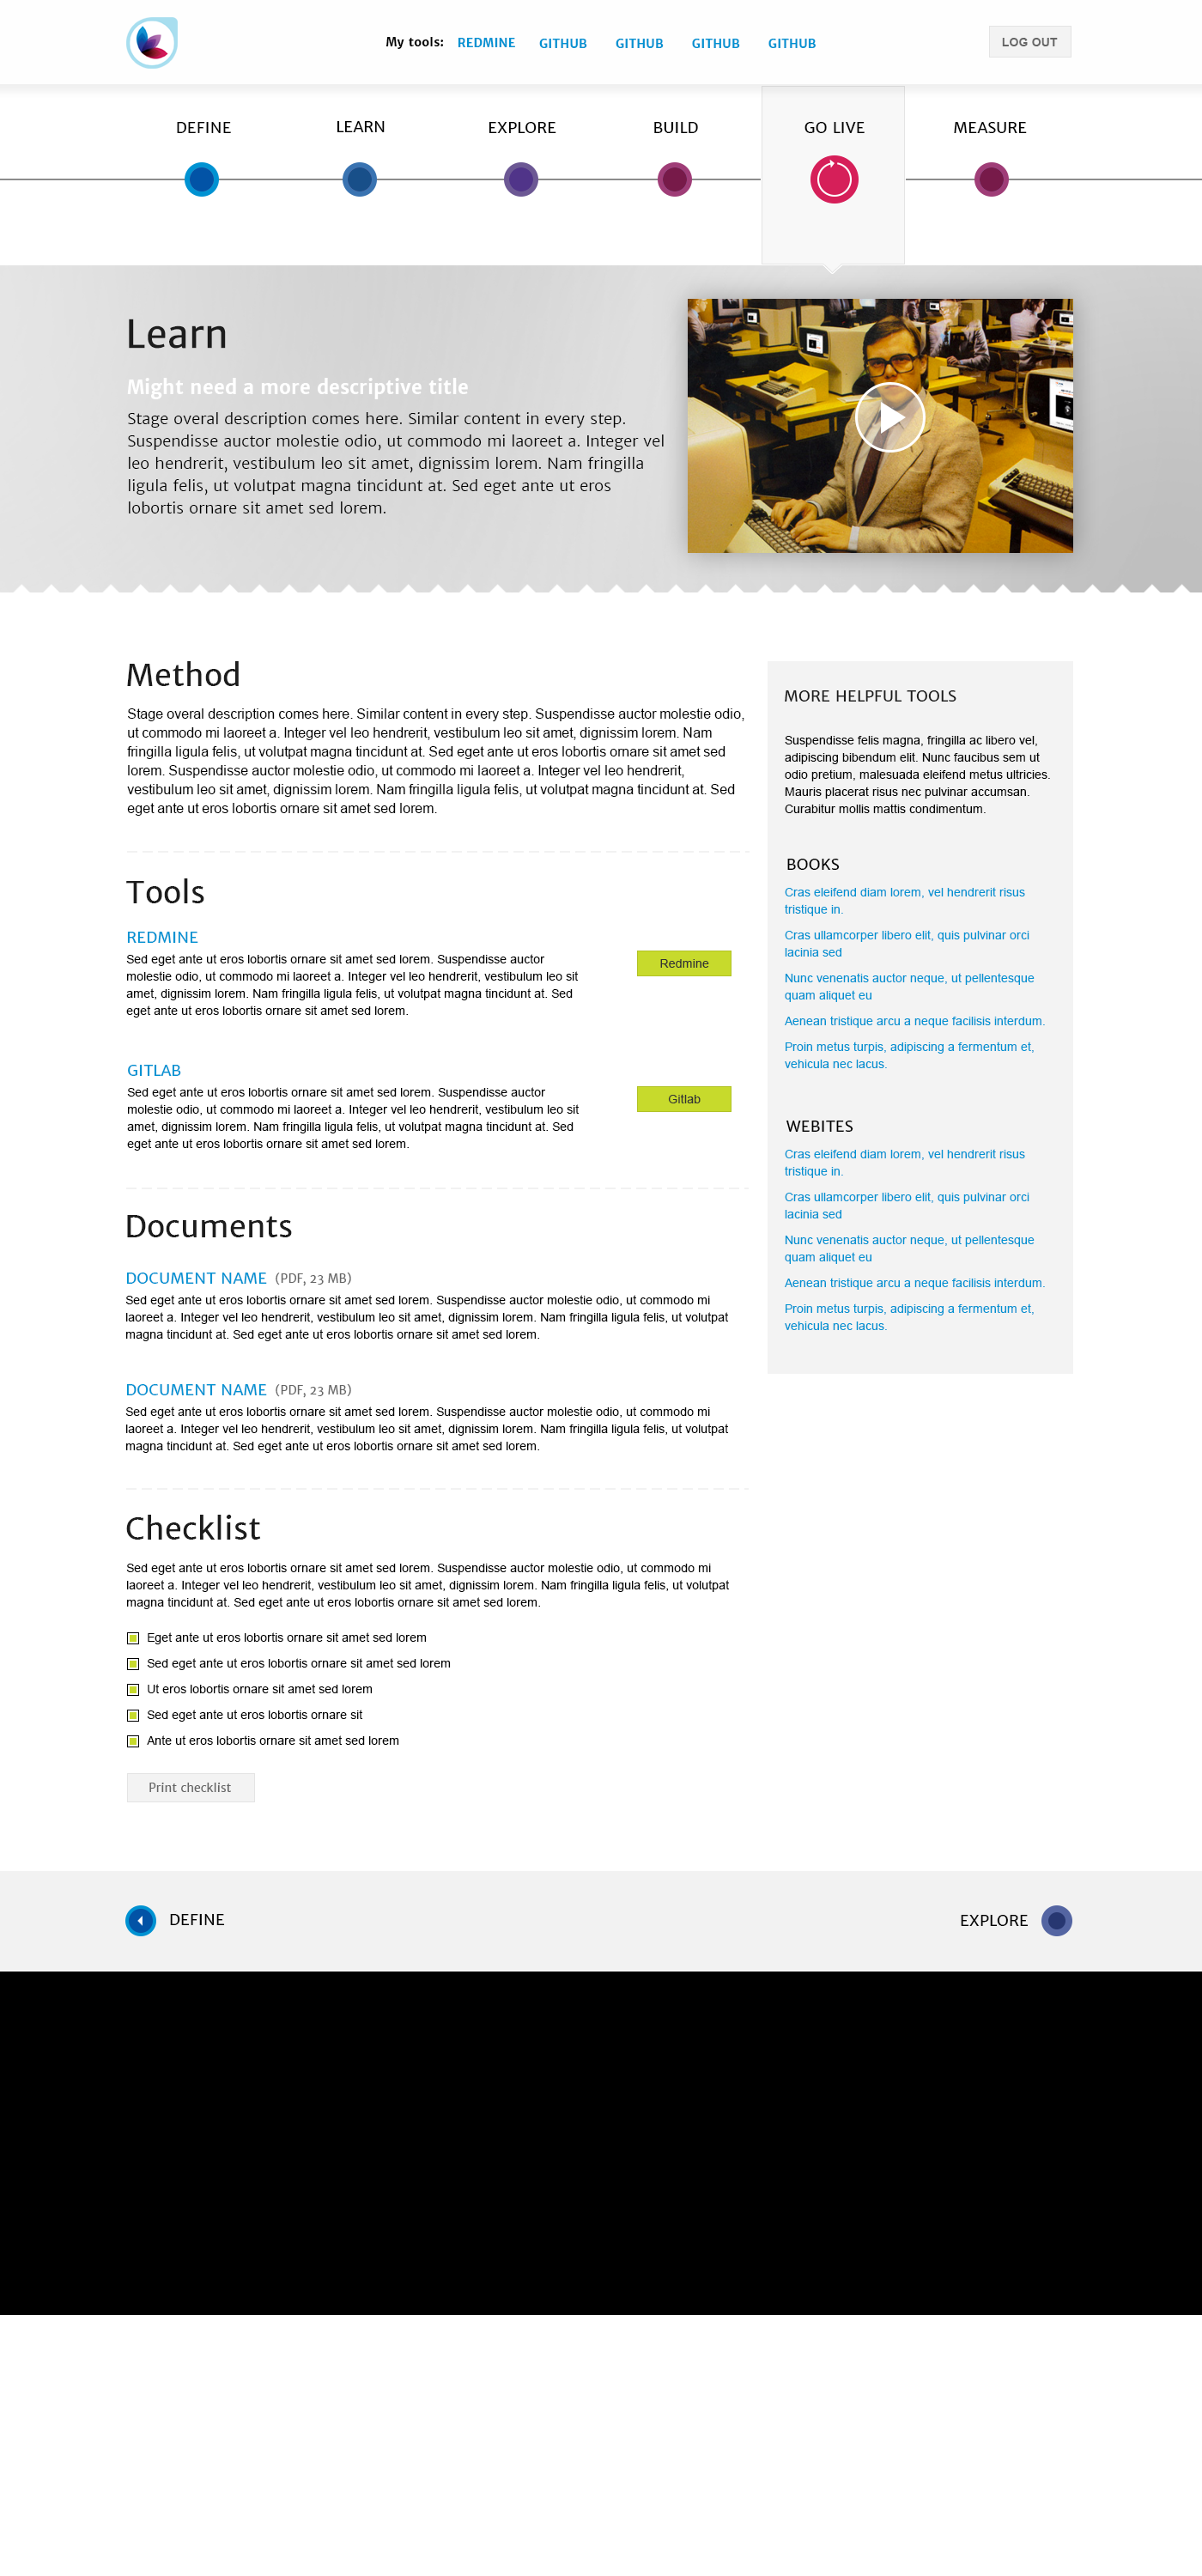 My tools: REDMINE GITHUB GITHUB GITHUB GITHUB
LOG OUT
DEFINE LEARN EXPLORE BUILD GO LIVE MEASURE
Learn
Might need a more descriptive title
Stage overal description comes here. Similar content in every step.
Suspendisse auctor molestie odio, ut commodo mi laoreet a. Integer vel
leo hendrerit, vestibulum leo sit amet, dignissim lorem. Nam fringilla
ligula felis, ut volutpat magna tincidunt at. Sed eget ante ut eros
lobortis ornare sit amet sed lorem.
Method
Stage overal description comes here. Similar content in every step. Suspendisse auctor molestie odio,
ut commodo mi laoreet a. Integer vel leo hendrerit, vestibulum leo sit amet, dignissim lorem. Nam
fringilla ligula felis, ut volutpat magna tincidunt at. Sed eget ante ut eros lobortis ornare sit amet sed
lorem. Suspendisse auctor molestie odio, ut commodo mi laoreet a. Integer vel leo hendrerit,
vestibulum leo sit amet, dignissim lorem. Nam fringilla ligula felis, ut volutpat magna tincidunt at. Sed
eget ante ut eros lobortis ornare sit amet sed lorem.
Tools
REDMINE
Sed eget ante ut eros lobortis ornare sit amet sed lorem. Suspendisse auctor
molestie odio, ut commodo mi laoreet a. Integer vel leo hendrerit, vestibulum leo sit
amet, dignissim lorem. Nam fringilla ligula felis, ut volutpat magna tincidunt at. Sed
eget ante ut eros lobortis ornare sit amet sed lorem.
Redmine
GITLAB
Sed eget ante ut eros lobortis ornare sit amet sed lorem. Suspendisse auctor
molestie odio, ut commodo mi laoreet a. Integer vel leo hendrerit, vestibulum leo sit
amet, dignissim lorem. Nam fringilla ligula felis, ut volutpat magna tincidunt at. Sed
eget ante ut eros lobortis ornare sit amet sed lorem.
Gitlab
Documents
DOCUMENT NAME (PDF, 23 MB)
Sed eget ante ut eros lobortis ornare sit amet sed lorem. Suspendisse auctor molestie odio, ut commodo mi
laoreet a. Integer vel leo hendrerit, vestibulum leo sit amet, dignissim lorem. Nam fringilla ligula felis, ut volutpat
magna tincidunt at. Sed eget ante ut eros lobortis ornare sit amet sed lorem.
DOCUMENT NAME (PDF, 23 MB)
Sed eget ante ut eros lobortis ornare sit amet sed lorem. Suspendisse auctor molestie odio, ut commodo mi
laoreet a. Integer vel leo hendrerit, vestibulum leo sit amet, dignissim lorem. Nam fringilla ligula felis, ut volutpat
magna tincidunt at. Sed eget ante ut eros lobortis ornare sit amet sed lorem.
Checklist
Sed eget ante ut eros lobortis ornare sit amet sed lorem. Suspendisse auctor molestie odio, ut commodo mi
laoreet a. Integer vel leo hendrerit, vestibulum leo sit amet, dignissim lorem. Nam fringilla ligula felis, ut volutpat
magna tincidunt at. Sed eget ante ut eros lobortis ornare sit amet sed lorem.
Eget ante ut eros lobortis ornare sit amet sed lorem
Sed eget ante ut eros lobortis ornare sit amet sed lorem
Ut eros lobortis ornare sit amet sed lorem
Sed eget ante ut eros lobortis ornare sit
Ante ut eros lobortis ornare sit amet sed lorem
Print checklist
MORE HELPFUL TOOLS
Suspendisse felis magna, fringilla ac libero vel,
adipiscing bibendum elit. Nunc faucibus sem ut
odio pretium, malesuada eleifend metus ultricies.
Mauris placerat risus nec pulvinar accumsan.
Curabitur mollis mattis condimentum.
BOOKS
Cras eleifend diam lorem, vel hendrerit risus
tristique in.
Cras ullamcorper libero elit, quis pulvinar orci
lacinia sed
Nunc venenatis auctor neque, ut pellentesque
quam aliquet eu
Aenean tristique arcu a neque facilisis interdum.
Proin metus turpis, adipiscing a fermentum et,
vehicula nec lacus.
WEBITES
Cras eleifend diam lorem, vel hendrerit risus
tristique in.
Cras ullamcorper libero elit, quis pulvinar orci
lacinia sed
Nunc venenatis auctor neque, ut pellentesque
quam aliquet eu
Aenean tristique arcu a neque facilisis interdum.
Proin metus turpis, adipiscing a fermentum et,
vehicula nec lacus.
DEFINE
EXPLORE